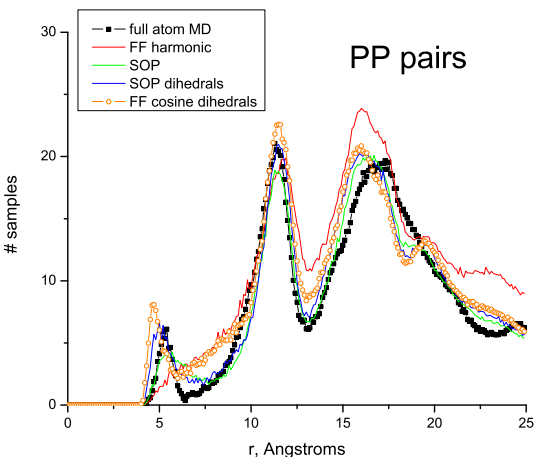 full atom MD
FF harmonic
SOP
SOP dihedrals
FF cosine dihedrals
PP pairs
30
20
10
0
# samples
0 5 10 15 20 25
r, Angstroms